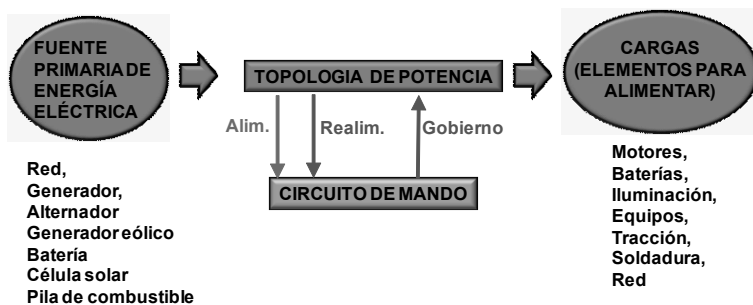 FUENTE
PRIMARIA DE
ENERGÍA
ELÉCTRICA
TOPOLOGIA DE POTENCIA
CARGAS
(ELEMENTOS PARA
ALIMENTAR)
Alim.
Realim.
Gobierno
CIRCUITO DE MANDO
Red,
Generador,
Alternador
Generador eólico
Batería
Célula solar
Pila de combustible
Motores,
Baterías,
Iluminación,
Equipos,
Tracción,
Soldadura,
Red